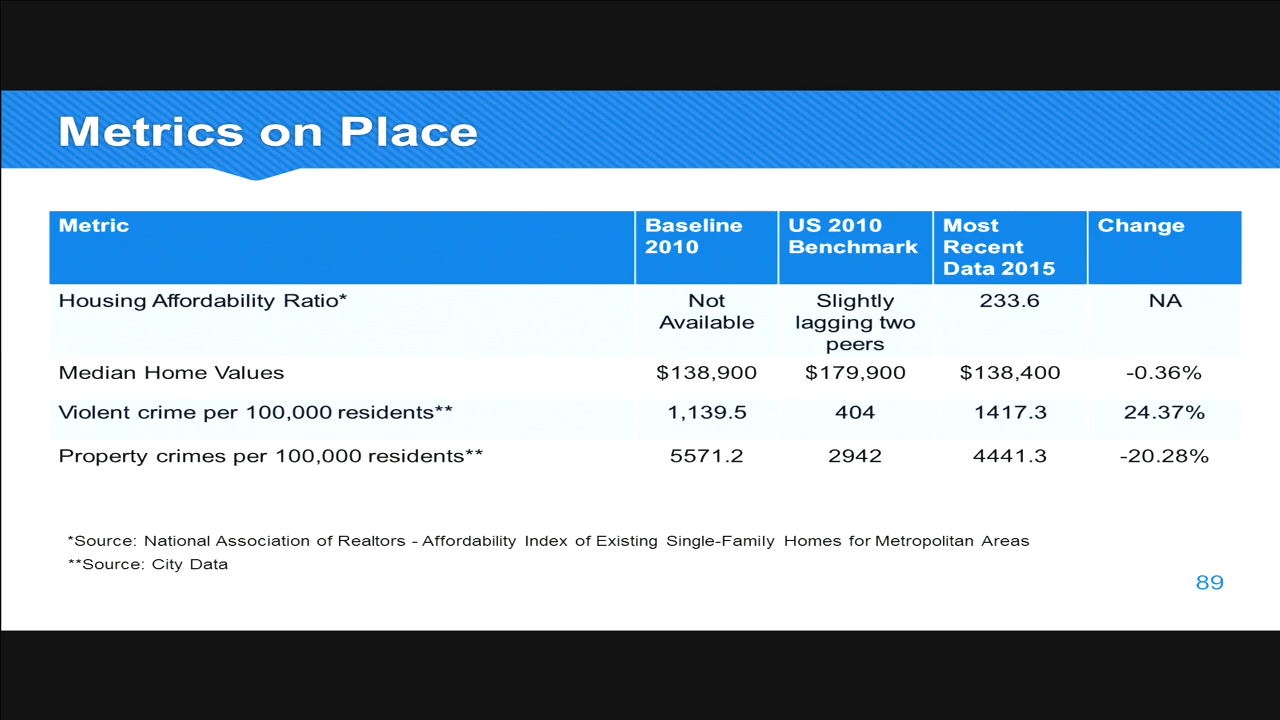 Metrics on Place
Metric
Baseline
2010
US 2010
Benchmark
Most
Recent
Data 2015
Change
Housing Affordability Ratio*
Not
Available
Slightly
lagging two
peers
233.6
NA
Median Home Values
$138,900
$179,900
$138,400
-0.36%
Violent crime per 100,000 residents**
1,139.5
404
1417.3
24.37%
Property crimes per 100,000 residents**
5571.2
2942
4441.3
-20.28%
*Source: National Association of Realtors - Affordability Index of Existing Single-Family Homes for Metropolitan Areas
**Source: City Data
89